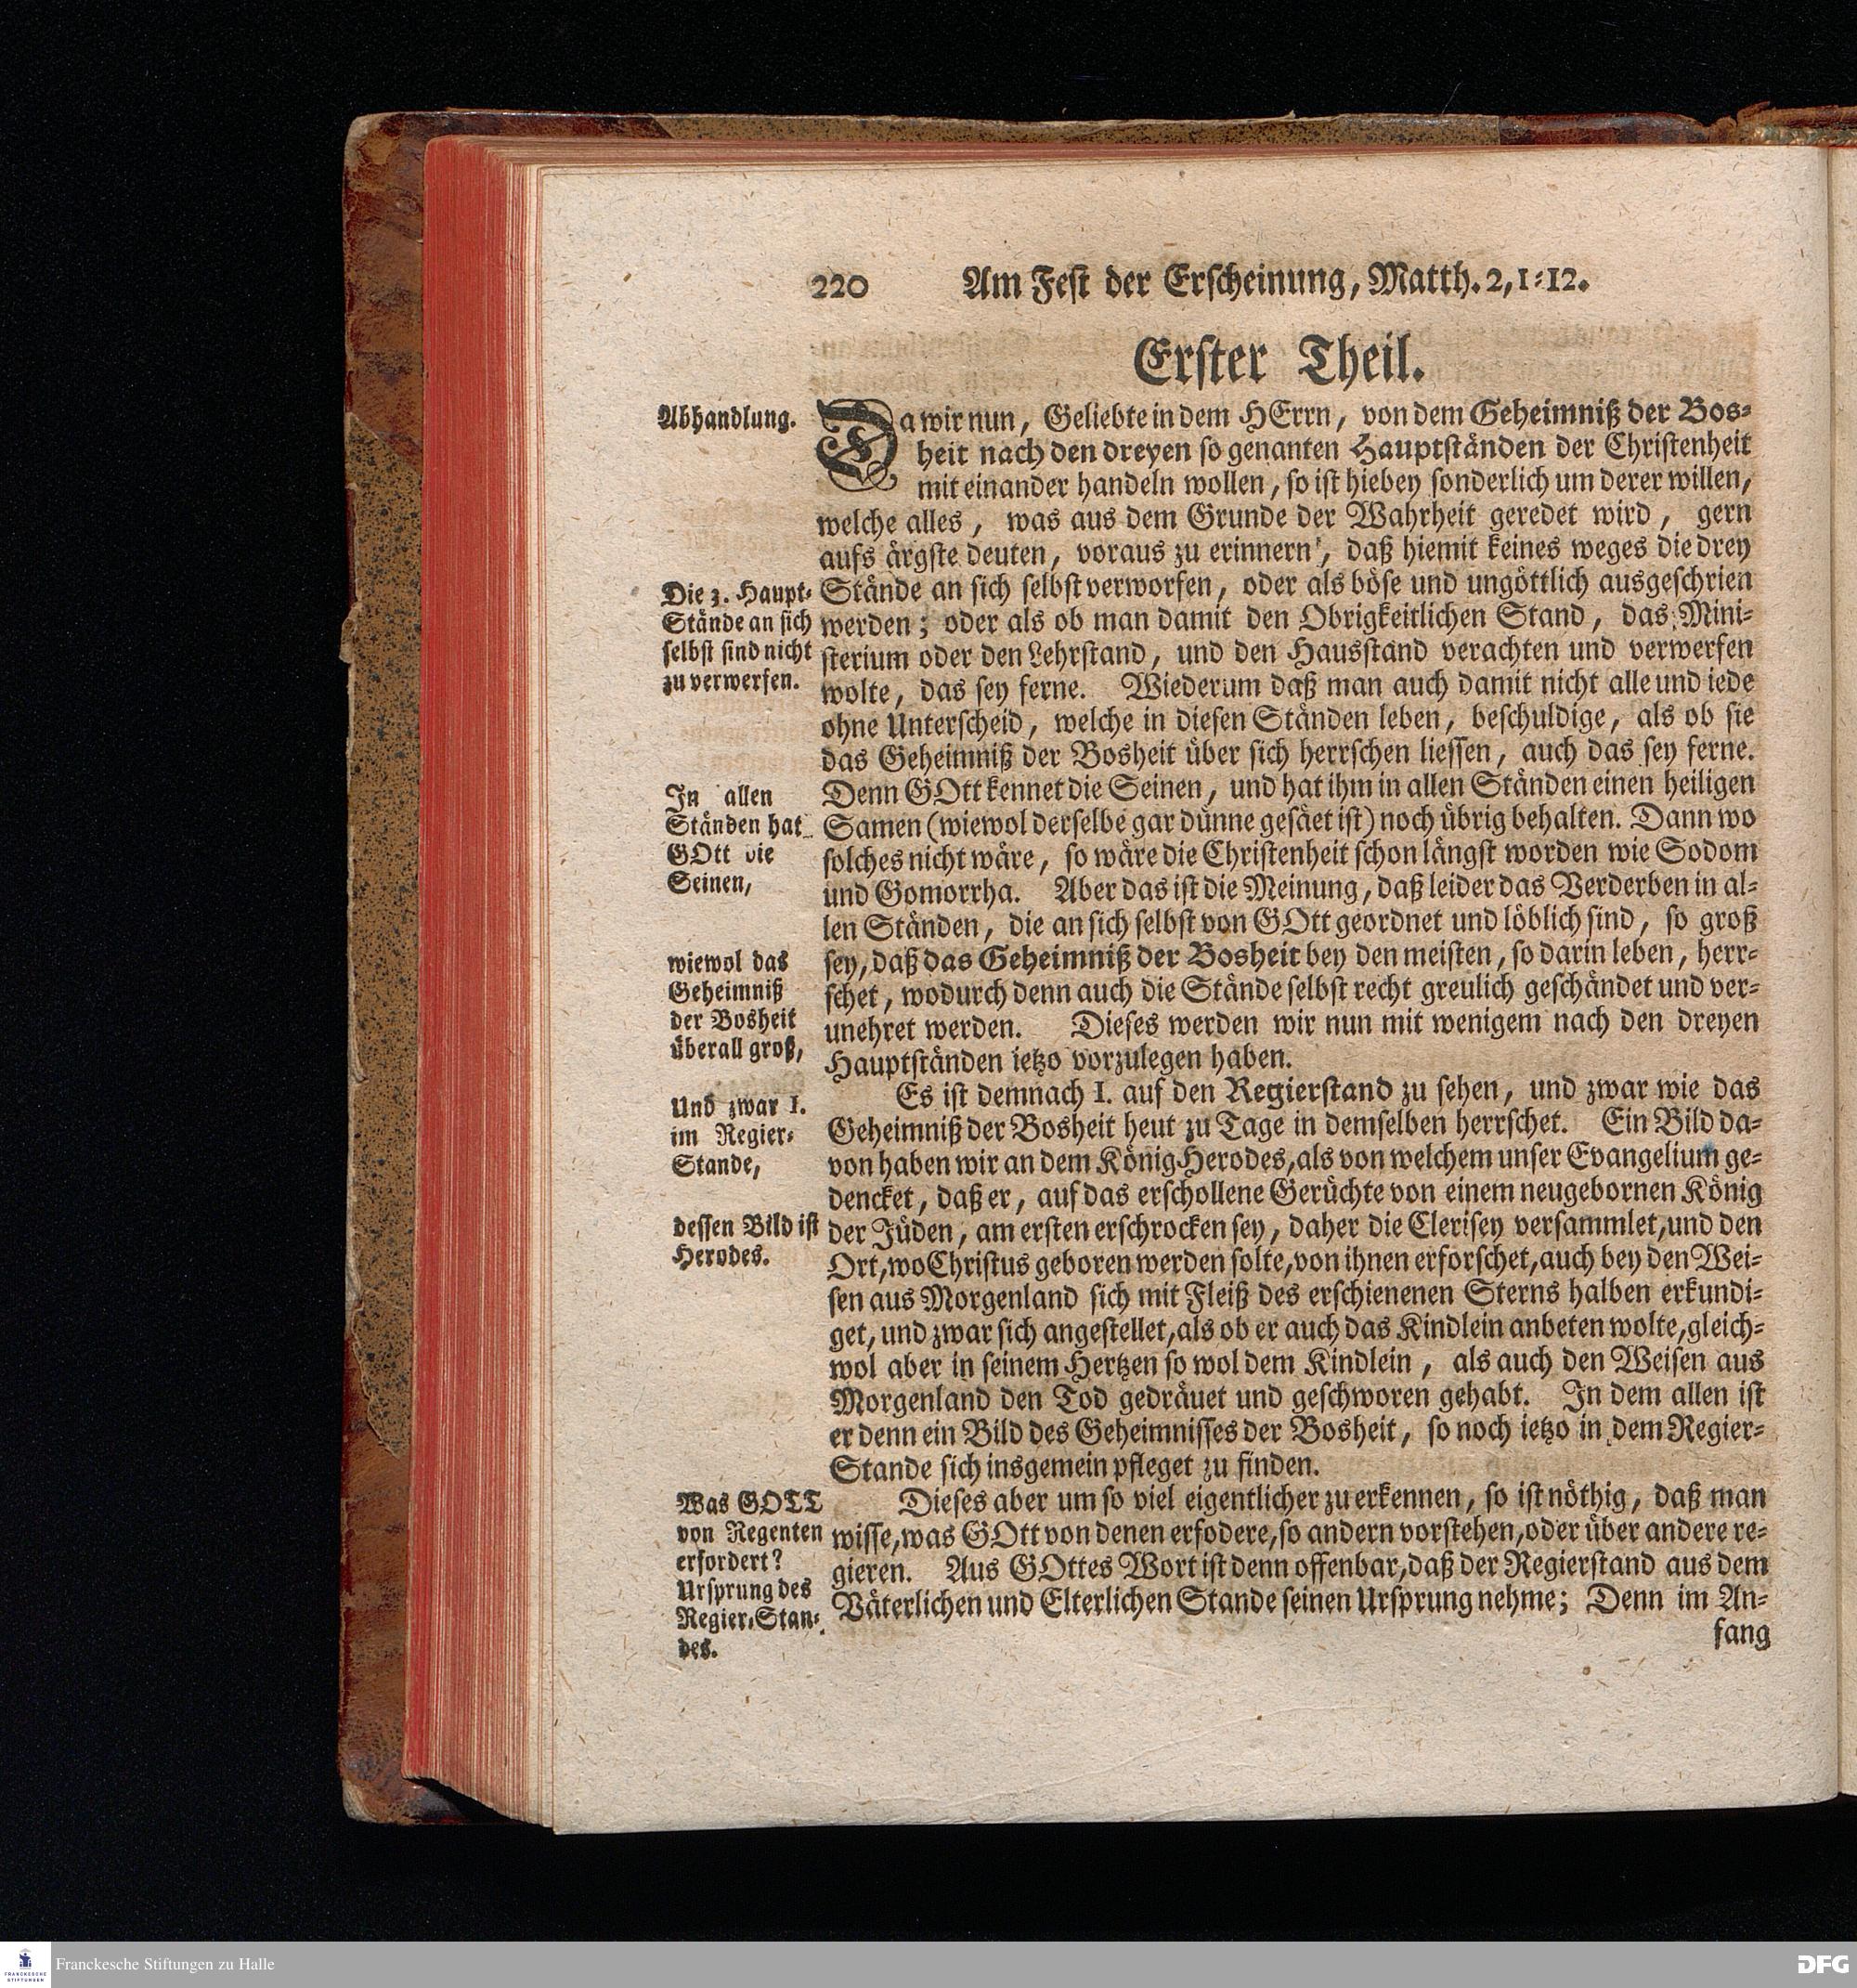 220 Am Fest der Erscheinung, Matth. 2, 1-12.
Erster Theil.
Abhandlung.
Da wir nun, Geliebte in dem HErrn, von dem Geheimniß der Bos-
heit nach den dreyen so genanten Hauptständen der Christenheit
mit einander handeln wollen, so ist hiebey sonderlich um derer willen,
welche alles, was aus dem Grunde der Wahrheit geredet wird, gern
aufs ärgste deuten, voraus zu erinnern, daß hiemit keines weges die drey
Die 3. Haupt-
Stände an sich
selbst sind nicht
zu verwerfen.
Stände an sich selbst verworfen, oder als böse und ungöttlich ausgeschrien
werden; oder als ob man damit den Obrigkeitlichen Stand, das Mini-
sterium oder den Lehrstand, und den Hausstand verachten und verwerfen
wolte, das sey ferne. Wiederum daß man auch damit nicht alle und iede
ohne Unterscheid, welche in diesen Ständen leben, beschuldige, als ob sie
das Geheimniß der Bosheit über sich herrschen liessen, auch das sey ferne.
In allen
Ständen hat
GOtt die
Seinen,
Denn GOtt kennet die Seinen, und hat ihm in allen Ständen einen heiligen
Samen (wiewol derselbe gar dünne gesäet ist) noch übrig behalten. Dann wo
solches nicht wäre, so wäre die Christenheit schon längst worden wie Sodom
und Gomorrha. Aber das ist die Meinung, daß leider das Verderben in al-
len Ständen, die an sich selbst von GOtt geordnet und löblich sind, so groß
wiewol das
Geheimniß
der Bosheit
überall groß,
sey, daß das Geheimniß der Bosheit bey den meisten, so darin leben, herr-
schet, wodurch denn auch die Stände selbst recht greulich geschändet und ver-
unehret werden. Dieses werden wir nun mit wenigem nach den dreyen
Hauptständen ietzo vorzulegen haben.
Und zwar 1.
im Regier-
Stande,
Es ist demnach I. auf den Regierstand zu sehen, und zwar wie das
Geheimniß der Bosheit heut zu Tage in demselben herrschet. Ein Bild da-
von haben wir an dem König Herodes, als von welchem unser Evangelium ge-
dencket, daß er, auf das erschollene Gerüchte von einem neugebornen König
dessen Bild ist
Herodes.
der Jüden, am ersten erschrocken sey, daher die Clerisey versammlet, und den
Ort, wo Christus geboren werden solte, von ihnen erforschet, auch bey den Wei-
sen aus Morgenland sich mit Fleiß des erschienenen Sterns halben erkundi-
get, und zwar sich angestellet, als ob er auch das Kindlein anbeten wolte, gleich-
wol aber in seinem Hertzen so wol dem Kindlein, als auch den Weisen aus
Morgenland den Tod gedräuet und geschworen gehabt. In dem allen ist
er denn ein Bild des Geheimnisses der Bosheit, so noch ietzo in dem Regier-
Stande sich insgemein pfleget zu finden.
Was GOTT
von Regenten
erfordert?
Ursprung des
Regier-Stan-
des.
Dieses aber um so viel eigentlicher zu erkennen, so ist nöthig, daß man
wisse, was GOtt von denen erfodere, so andern vorstehen, oder über andere re-
gieren. Aus GOttes Wort ist denn offenbar, daß der Regierstand aus dem
Väterlichen und Elterlichen Stande seinen Ursprung nehme; Denn im An-
fang
FRANCKESCHE
STIFTUNGEN
Franckesche Stiftungen zu Halle
DFG